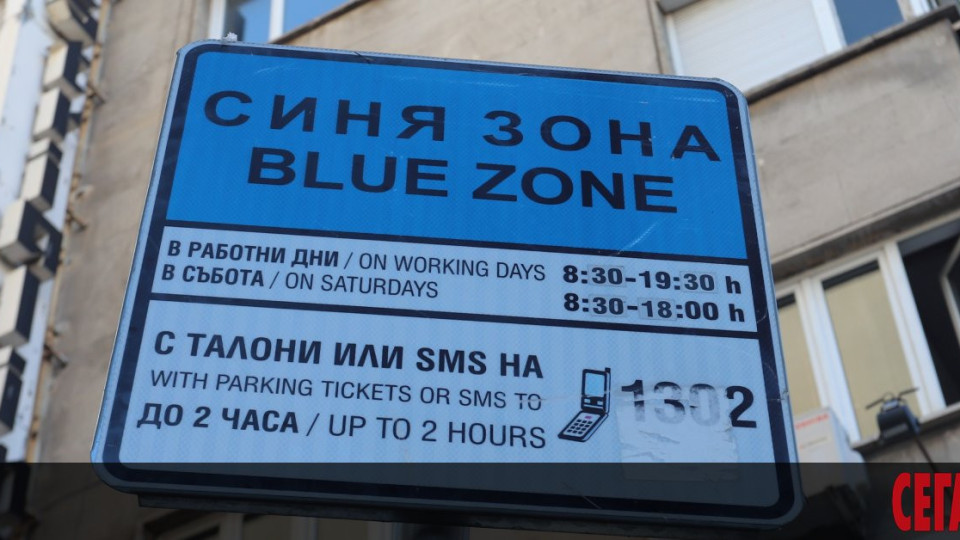 СИНЯ ЗОНА
BLUE ZONE
В РАБОТНИ ДНИ / ON WORKING DAYS 8:30-19:30 h
В СЪБОТА / ON SATURDAYS 8:30-18:00 h
С ТАЛОНИ ИЛИ SMS НА
WITH PARKING TICKETS OR SMS TO 1302
ДО 2 ЧАСА / UP TO 2 HOURS
СЕГА